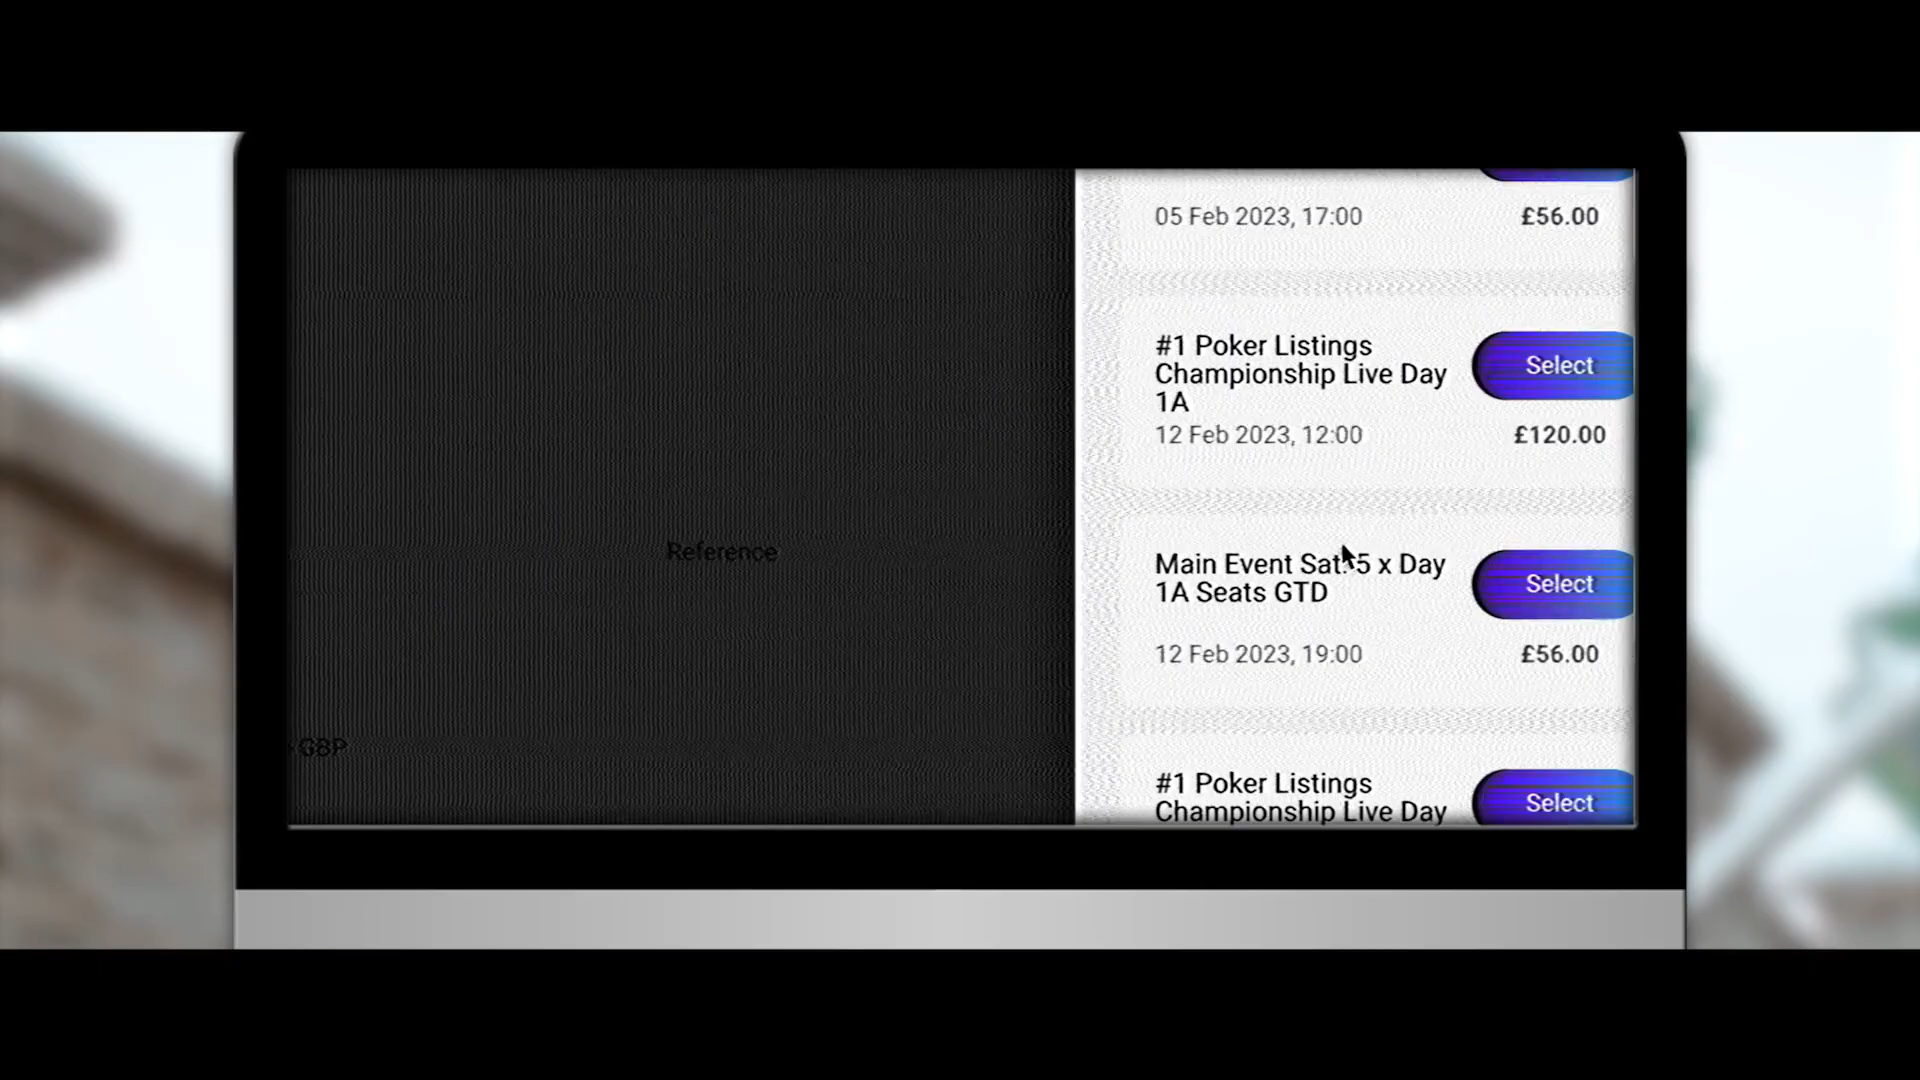 05 Feb 2023, 17:00 £56.00
#1 Poker Listings
Championship Live Day
1A
Select
12 Feb 2023, 12:00 £120.00
Reference
Main Event Sat: 5 x Day
1A Seats GTD
Select
12 Feb 2023, 19:00 £56.00
GBP
#1 Poker Listings
Championship Live Day
Select